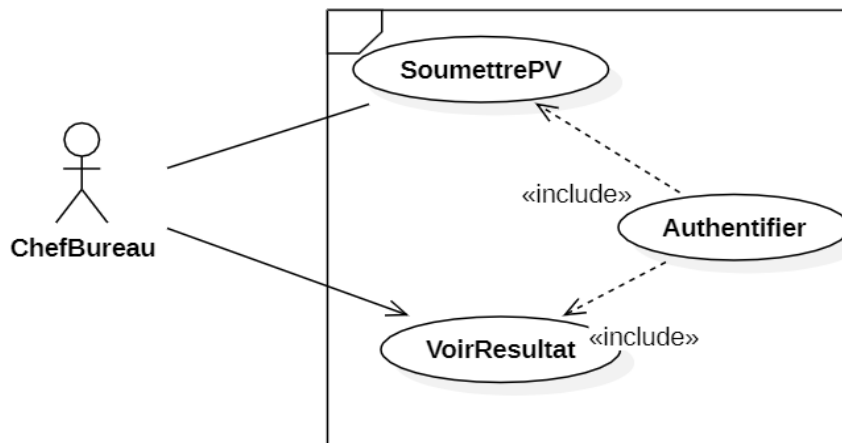 SoumettrePV
«include»
Authentifier
ChefBureau
VoirResultat
«include»